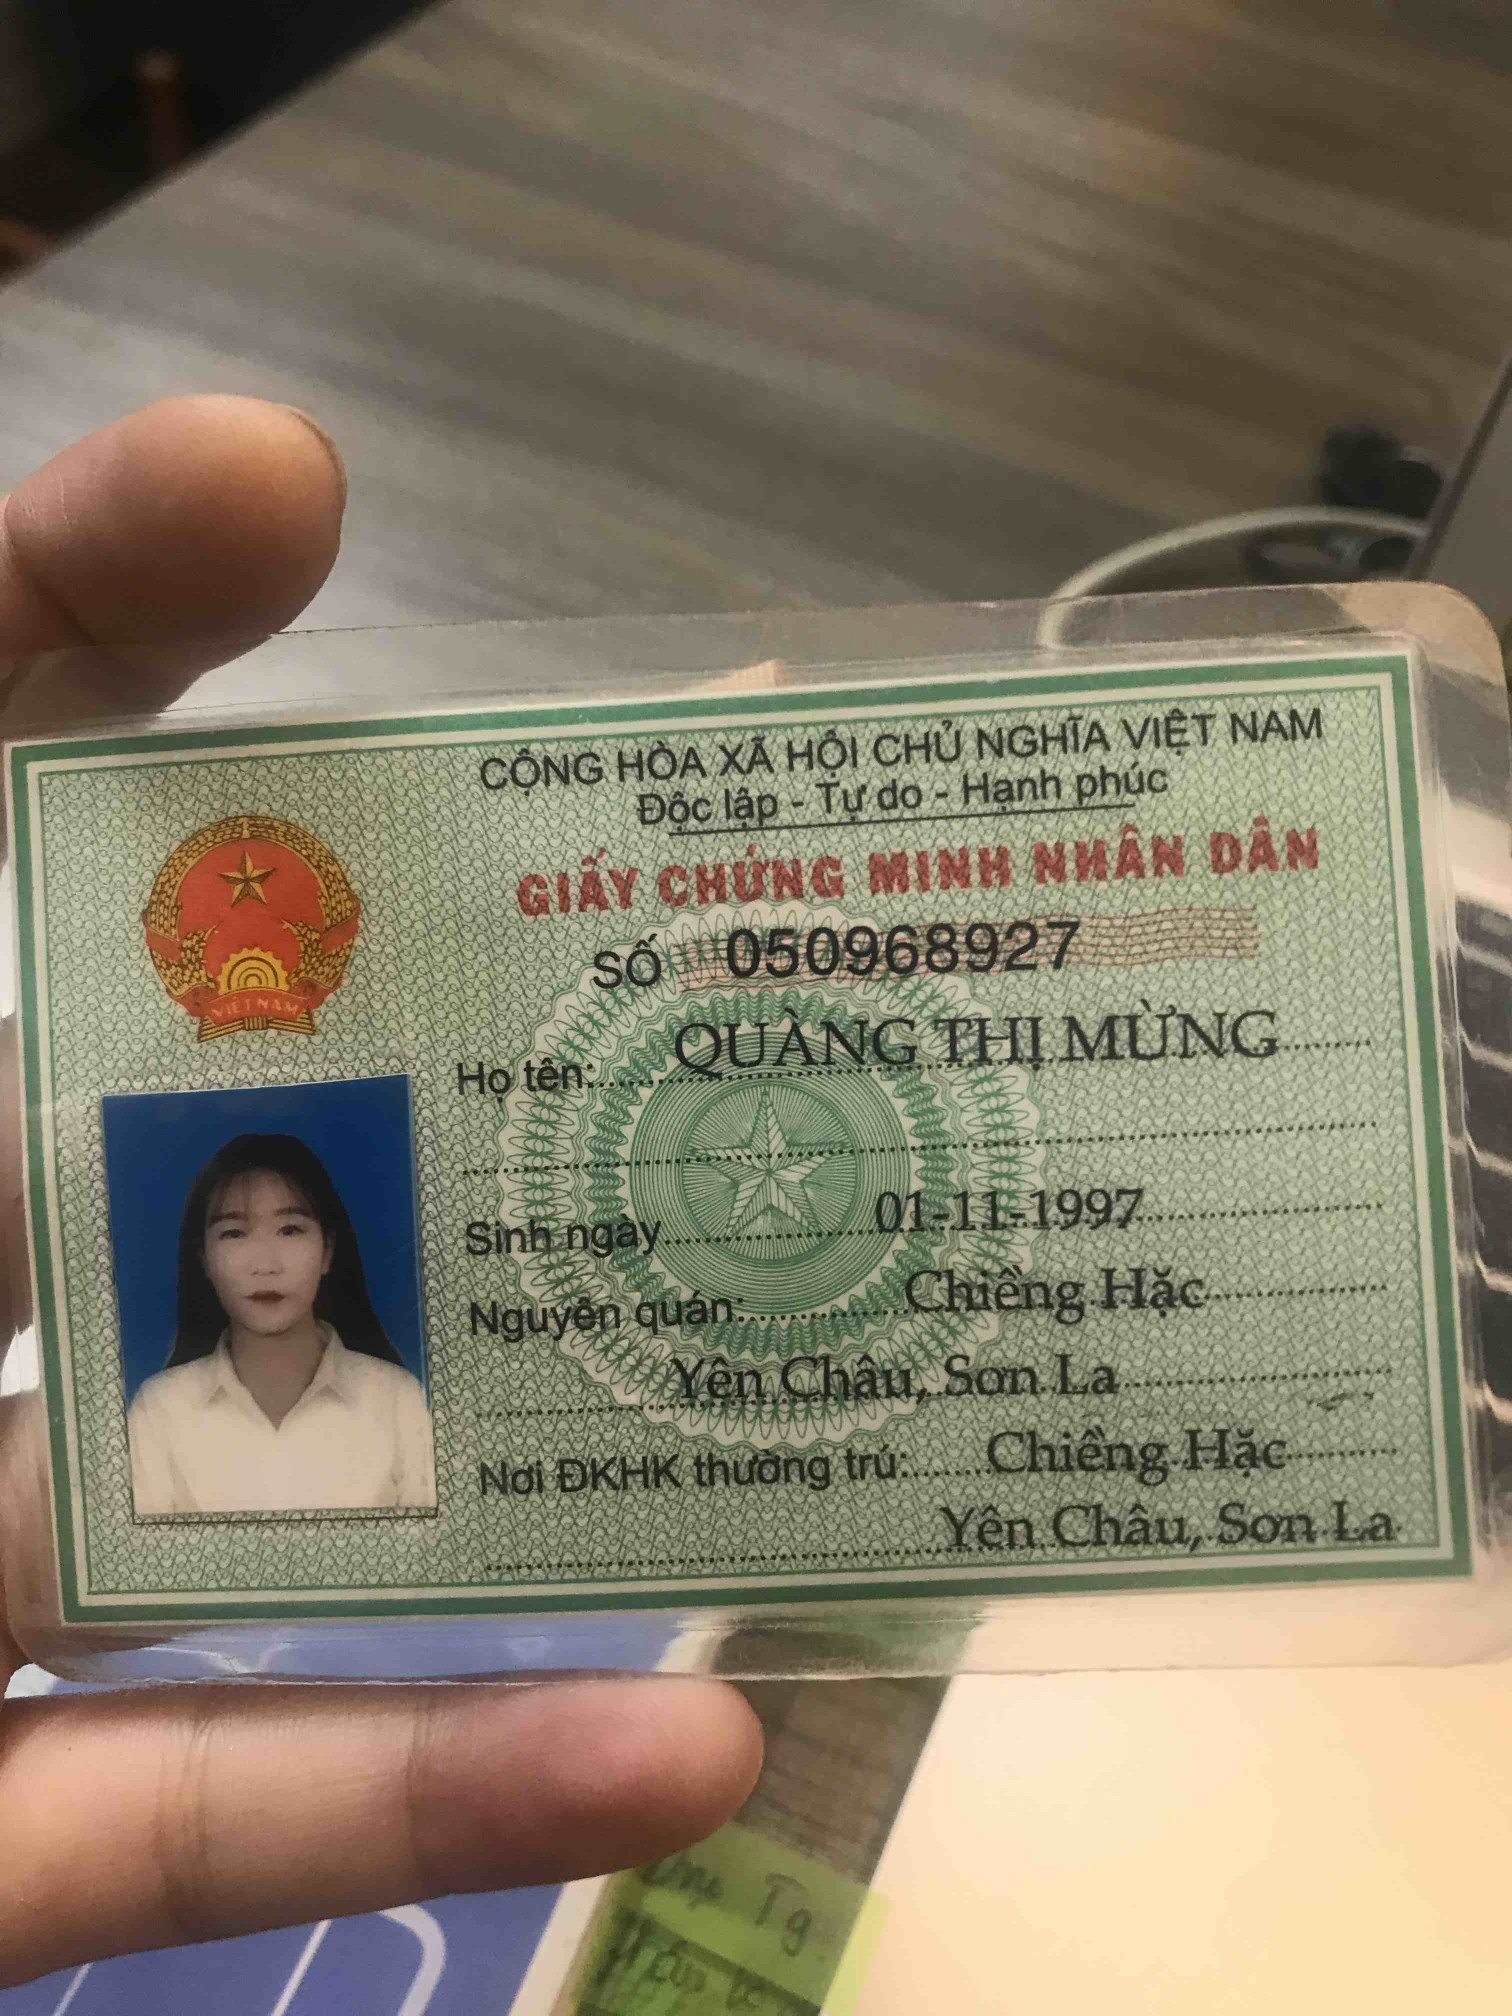 CỘNG HÒA XÃ HỘI CHỦ NGHĨA VIỆT NAM
Độc lập - Tự do - Hạnh phúc
GIẤY CHỨNG MINH NHÂN DÂN
SỐ 050968927
Họ tên: QUÀNG THỊ MỪNG
Sinh ngày 01-11-1997
Nguyên quán: Chiềng Hặc
Yên Châu, Sơn La
Nơi ĐKHK thường trú: Chiềng Hặc
Yên Châu, Sơn La
VIỆT NAM